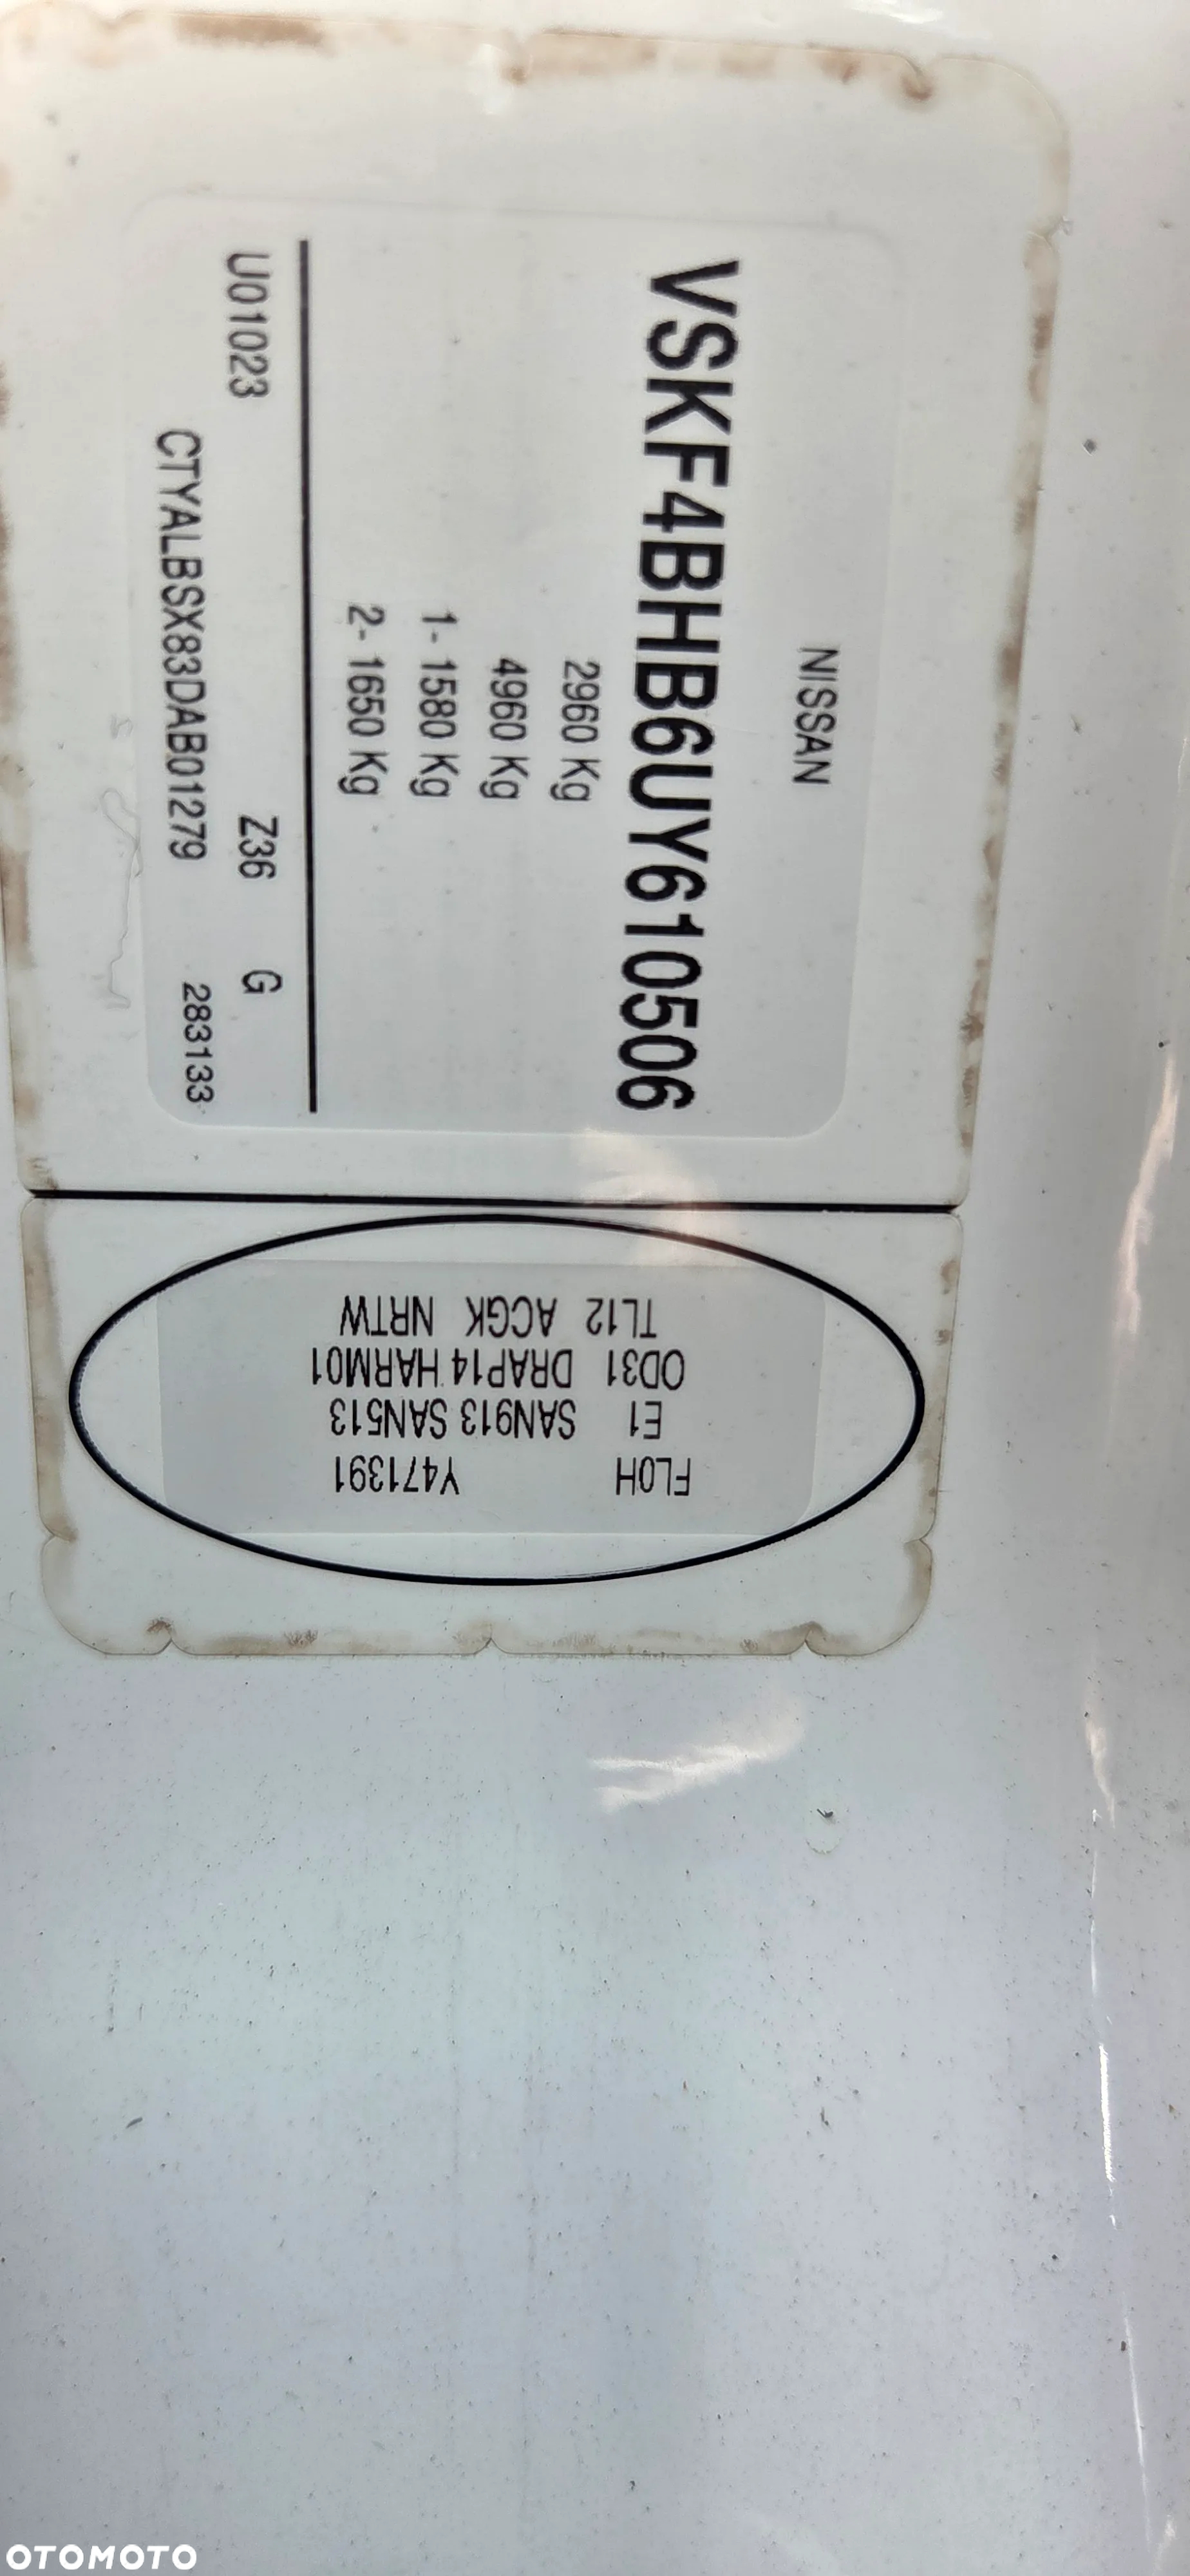 NISSAN
VSKF4BHB6UY610506
2960 Kg
4960 Kg
1- 1580 Kg
2- 1650 Kg
U01023 Z36 G
CTYALBSX83DAB01279 283133
FL0H Y471391
E1 SAN913 SAN513
OD31 DRAP14 HARM01
TL12 ACGK NRTW
OTOMOTO